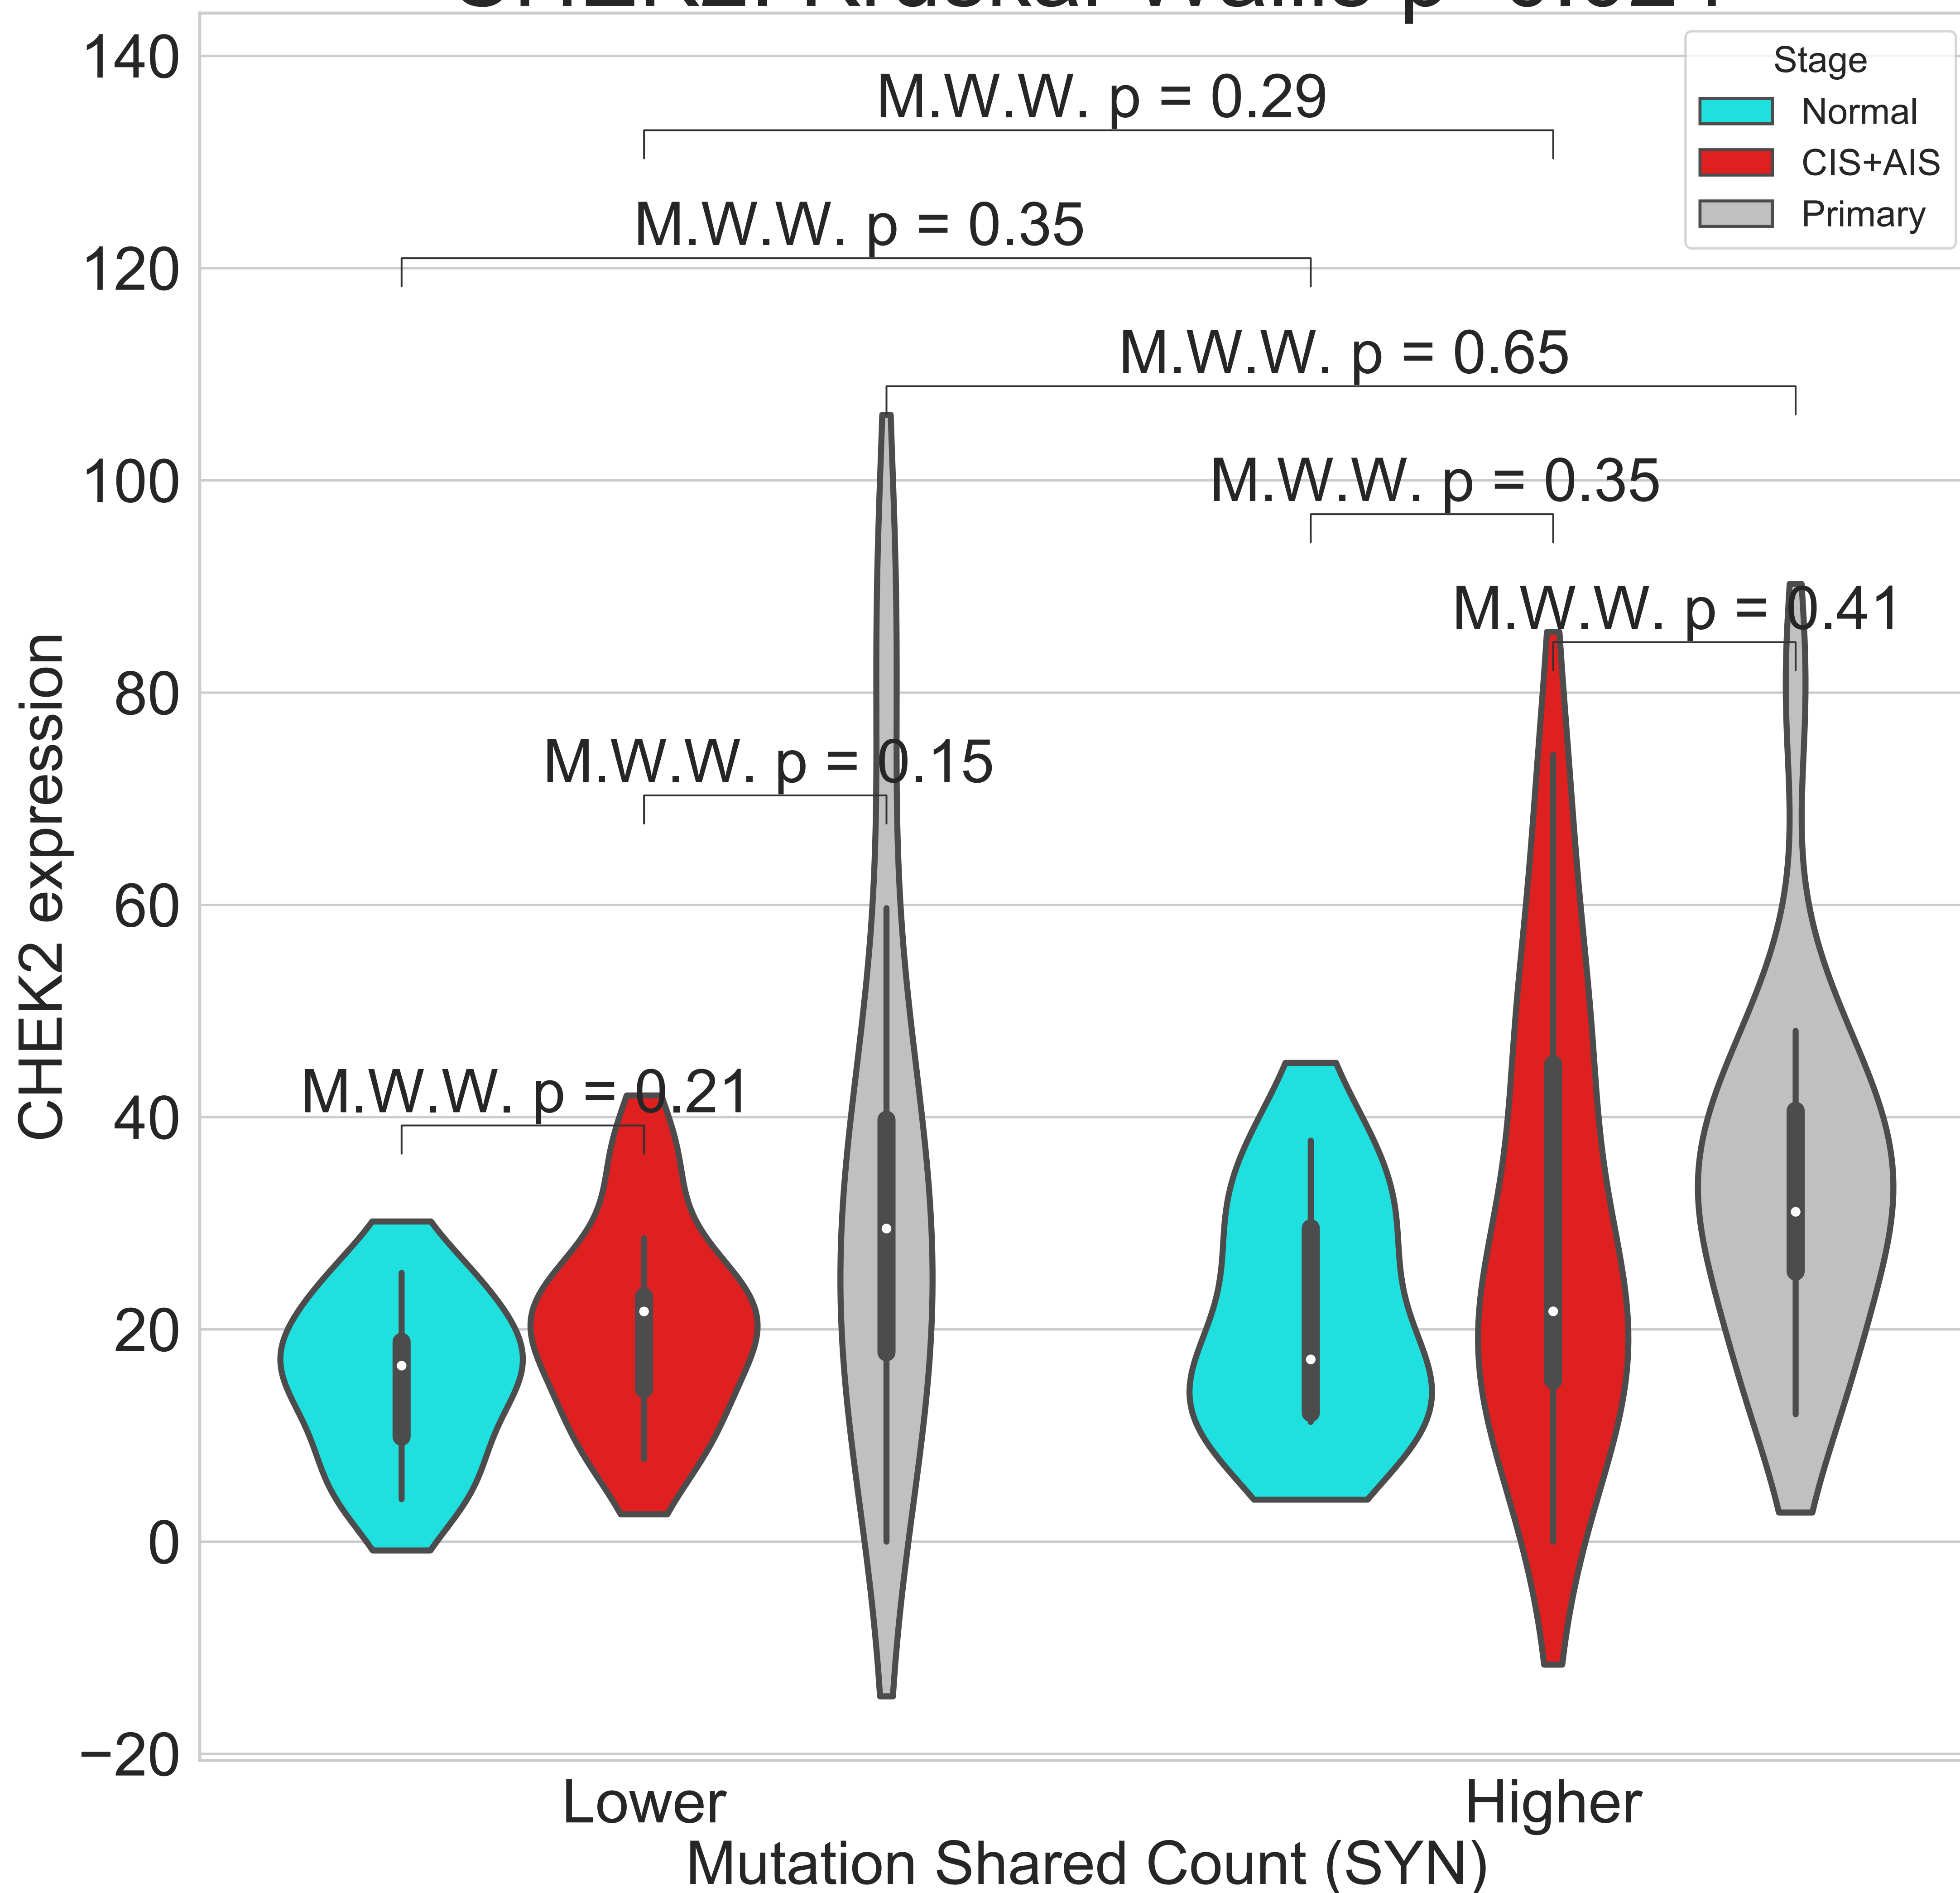 140
M.W.W. p = 0.29
Stage
Normal
CIS+AIS
Primary
M.W.W. p = 0.35
120
M.W.W. p = 0.65
100
M.W.W. p = 0.35
M.W.W. p = 0.41
80
M.W.W. p = 0.15
60
CHEK2 expression
M.W.W. p = 0.21
40
20
0
−20
Lower
Higher
Mutation Shared Count (SYN)